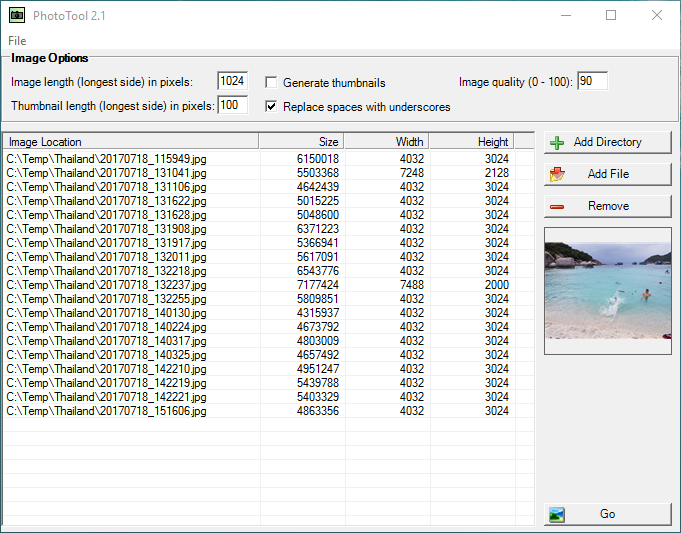 PhotoTool 2.1
File
Image Options
Image length (longest side) in pixels: 1024 Generate thumbnails Image quality (0 - 100): 90
Thumbnail length (longest side) in pixels: 100 Replace spaces with underscores
Image Location Size Width Height
C:\Temp\Thailand\20170718_115949.jpg 6150018 4032 3024
C:\Temp\Thailand\20170718_131041.jpg 5503368 7248 2128
C:\Temp\Thailand\20170718_131106.jpg 4642439 4032 3024
C:\Temp\Thailand\20170718_131622.jpg 5015225 4032 3024
C:\Temp\Thailand\20170718_131628.jpg 5048600 4032 3024
C:\Temp\Thailand\20170718_131908.jpg 6371223 4032 3024
C:\Temp\Thailand\20170718_131917.jpg 5366941 4032 3024
C:\Temp\Thailand\20170718_132011.jpg 5617091 4032 3024
C:\Temp\Thailand\20170718_132218.jpg 6543776 4032 3024
C:\Temp\Thailand\20170718_132237.jpg 7177424 7488 2000
C:\Temp\Thailand\20170718_132255.jpg 5809851 4032 3024
C:\Temp\Thailand\20170718_140130.jpg 4315937 4032 3024
C:\Temp\Thailand\20170718_140224.jpg 4673792 4032 3024
C:\Temp\Thailand\20170718_140317.jpg 4803009 4032 3024
C:\Temp\Thailand\20170718_140325.jpg 4657492 4032 3024
C:\Temp\Thailand\20170718_142210.jpg 4951247 4032 3024
C:\Temp\Thailand\20170718_142219.jpg 5439788 4032 3024
C:\Temp\Thailand\20170718_142221.jpg 5403329 4032 3024
C:\Temp\Thailand\20170718_151606.jpg 4863356 4032 3024
Add Directory
Add File
Remove
Go